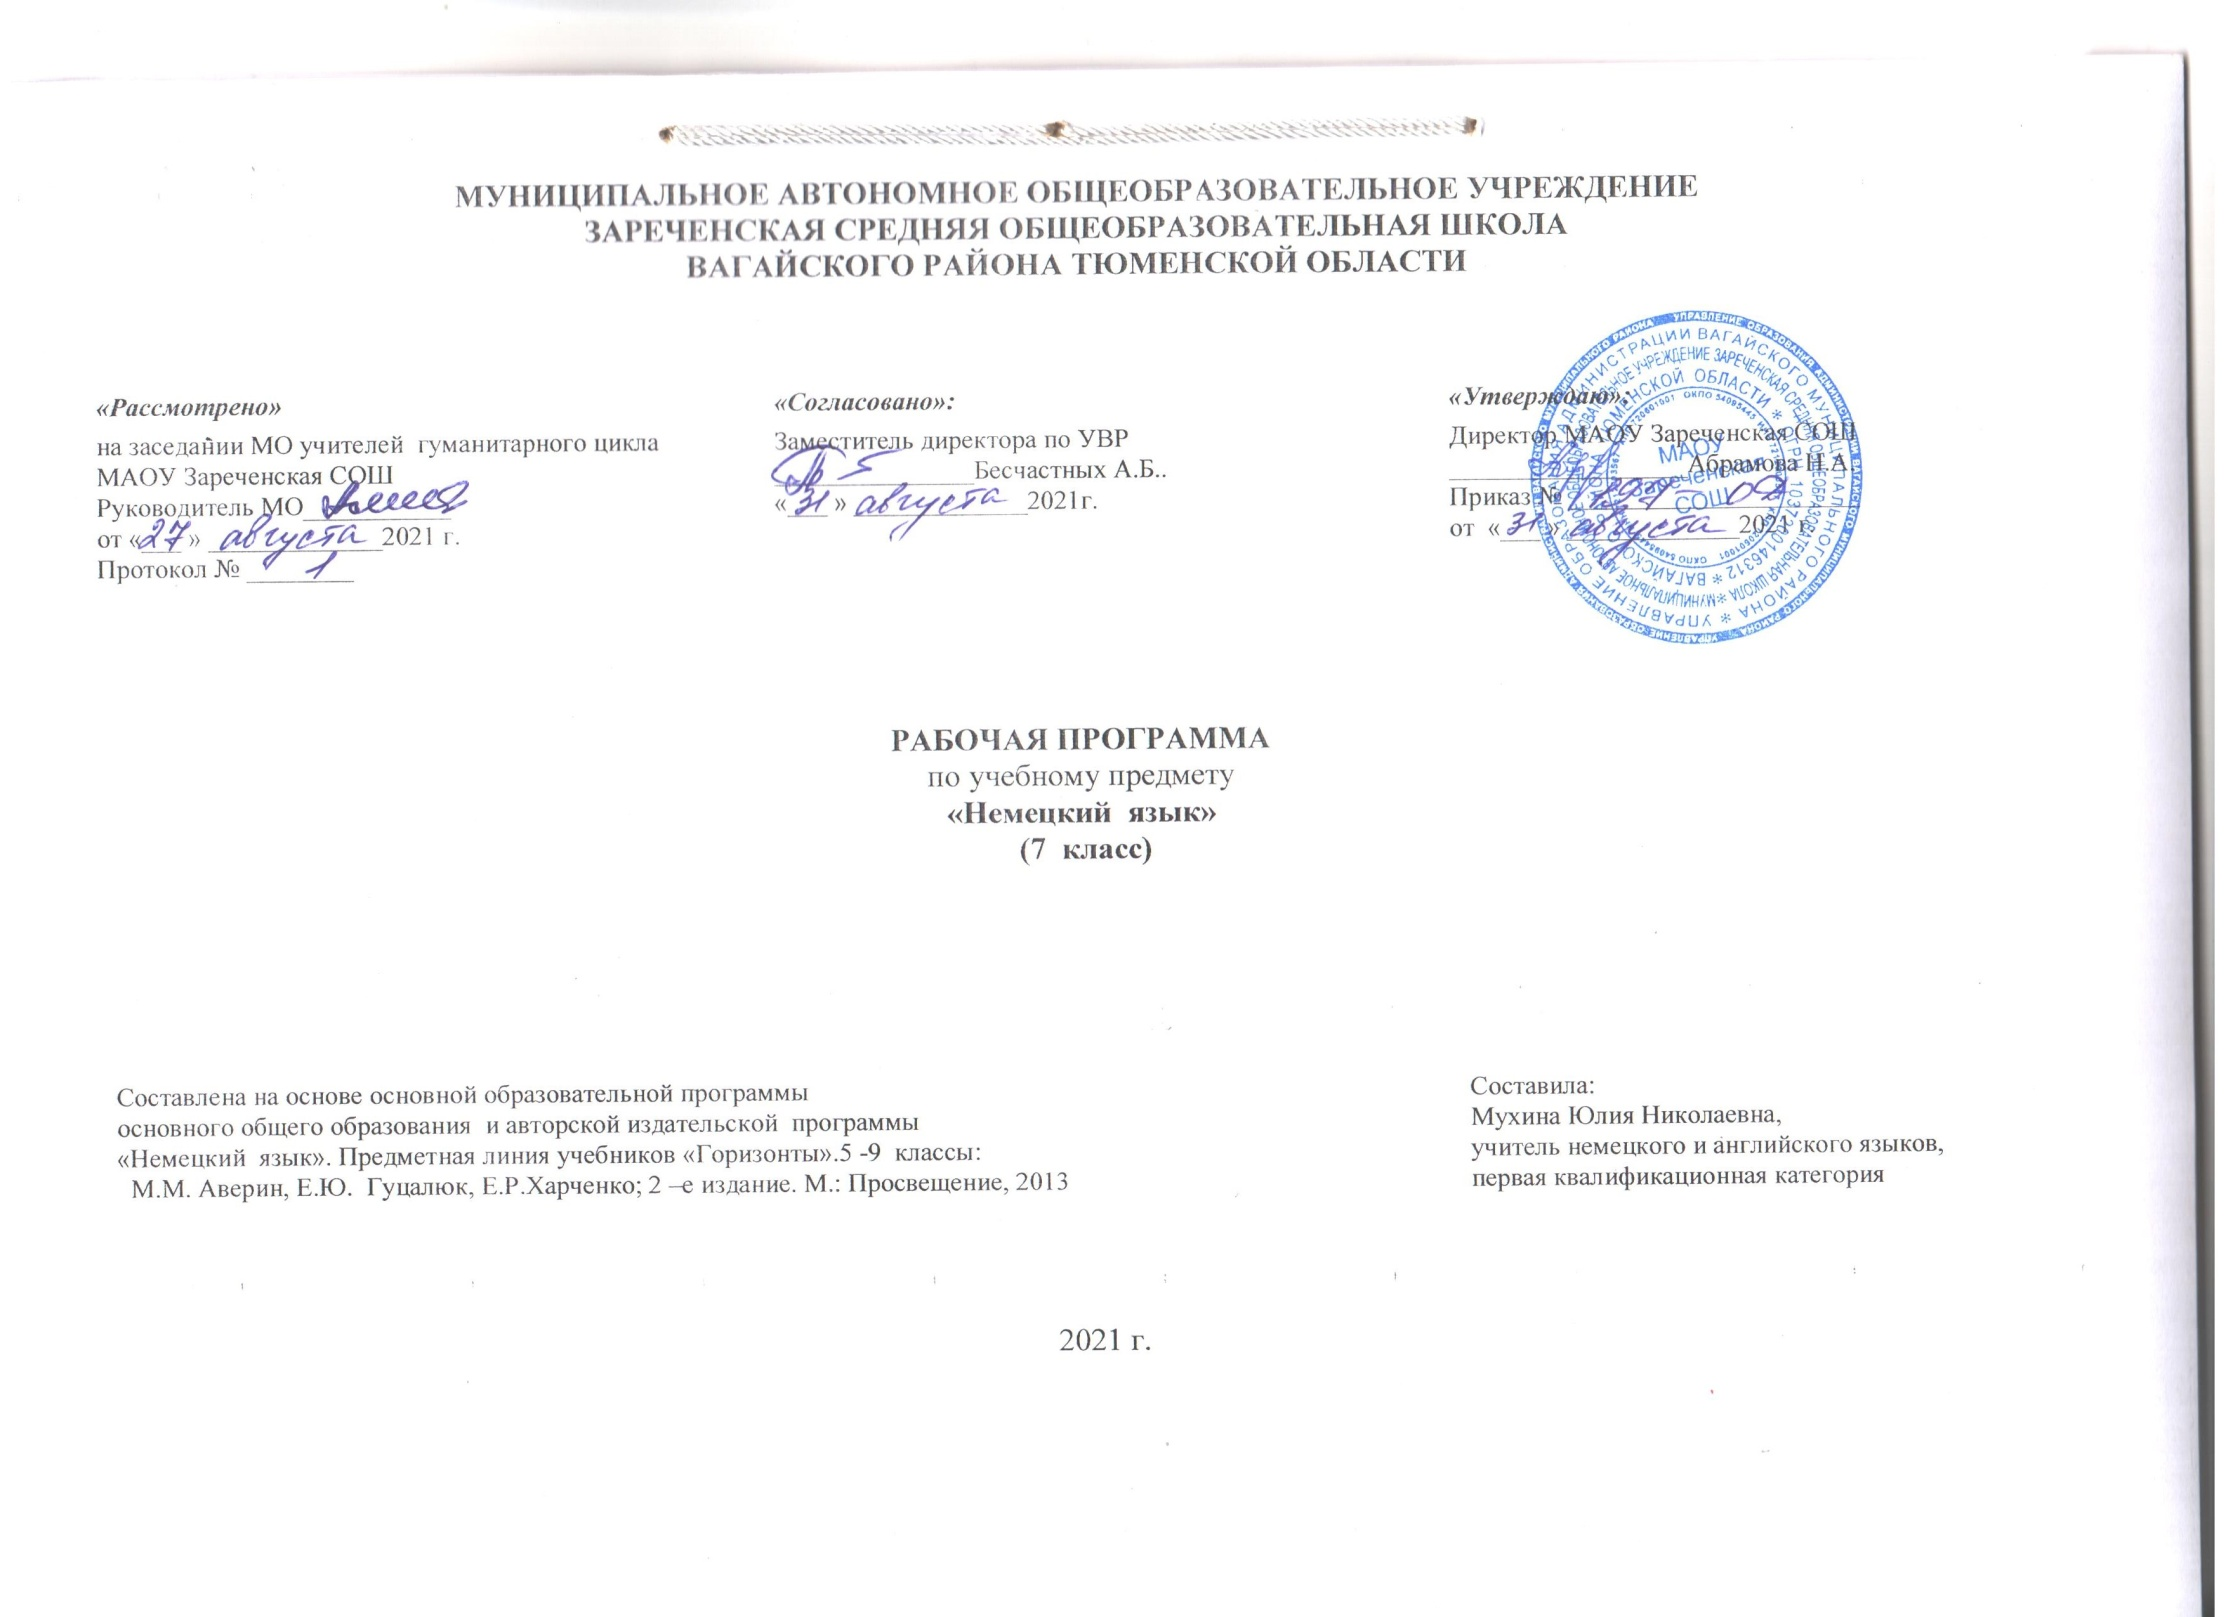 МУНИЦИПАЛЬНОЕ АВТОНОМНОЕ ОБЩЕОБРАЗОВАТЕЛЬНОЕ УЧРЕЖДЕНИЕ
ЗАРЕЧЕНСКАЯ СРЕДНЯЯ ОБЩЕОБРАЗОВАТЕЛЬНАЯ ШКОЛА
ВАГАЙСКОГО РАЙОНА ТЮМЕНСКОЙ ОБЛАСТИ
«Рассмотрено»
на заседании МО учителей гуманитарного цикла
МАОУ Зареченская СОШ
Руководитель МО
от «27» августа 2021 г.
Протокол № 1
«Согласовано»:
Заместитель директора по УВР
Бесчастных А.Б..
«31» августа 2021г.
«Утверждаю»:
Директор МАОУ Зареченская СОШ
Абрамова Н.А.
Приказ №
от «31» августа 2021 г.
МАОУ
Зареченская
СОШ
РАБОЧАЯ ПРОГРАММА
по учебному предмету
«Немецкий язык»
(7 класс)
Составлена на основе основной образовательной программы
основного общего образования и авторской издательской программы
«Немецкий язык». Предметная линия учебников «Горизонты».5 -9 классы:
М.М. Аверин, Е.Ю. Гуцалюк, Е.Р.Харченко; 2 –е издание. М.: Просвещение, 2013
Составила:
Мухина Юлия Николаевна,
учитель немецкого и английского языков,
первая квалификационная категория
2021 г.